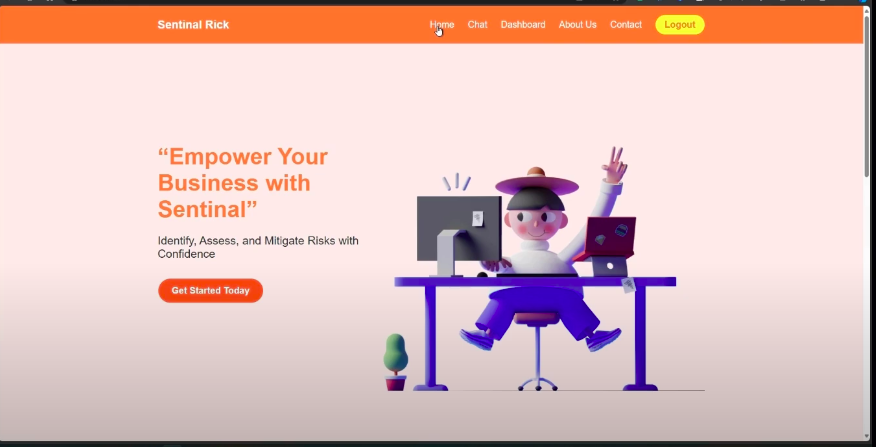 Sentinal Rick
Home Chat Dashboard About Us Contact Logout
“Empower Your
Business with
Sentinal”
Identify, Assess, and Mitigate Risks with
Confidence
Get Started Today